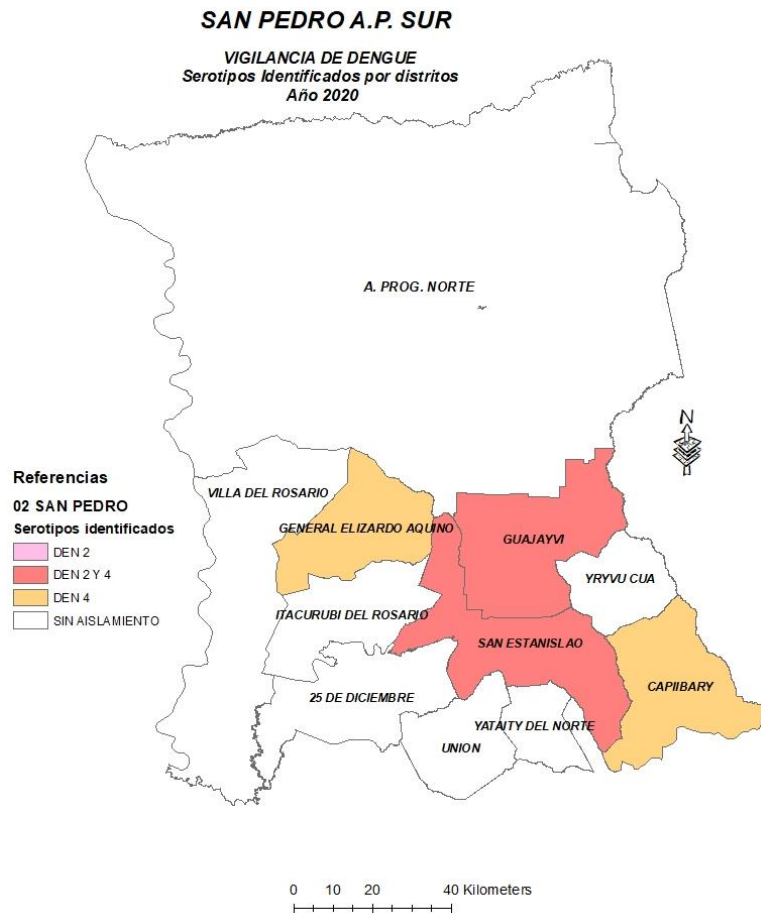 SAN PEDRO A.P. SUR
VIGILANCIA DE DENGUE
Serotipos Identificados por distritos
Año 2020
A. PROG. NORTE
N
Referencias
02 SAN PEDRO
Serotipos identificados
DEN 2
DEN 2 Y 4
DEN 4
SIN AISLAMIENTO
VILLA DEL ROSARIO
GENERAL ELIZARDO AQUINO
GUAJAYVI
YRYVU CUA
ITACURUBI DEL ROSARIO
SAN ESTANISLAO
CAPIIBARY
25 DE DICIEMBRE
YATAITY DEL NORTE
UNION
0 10 20 40 Kilometers